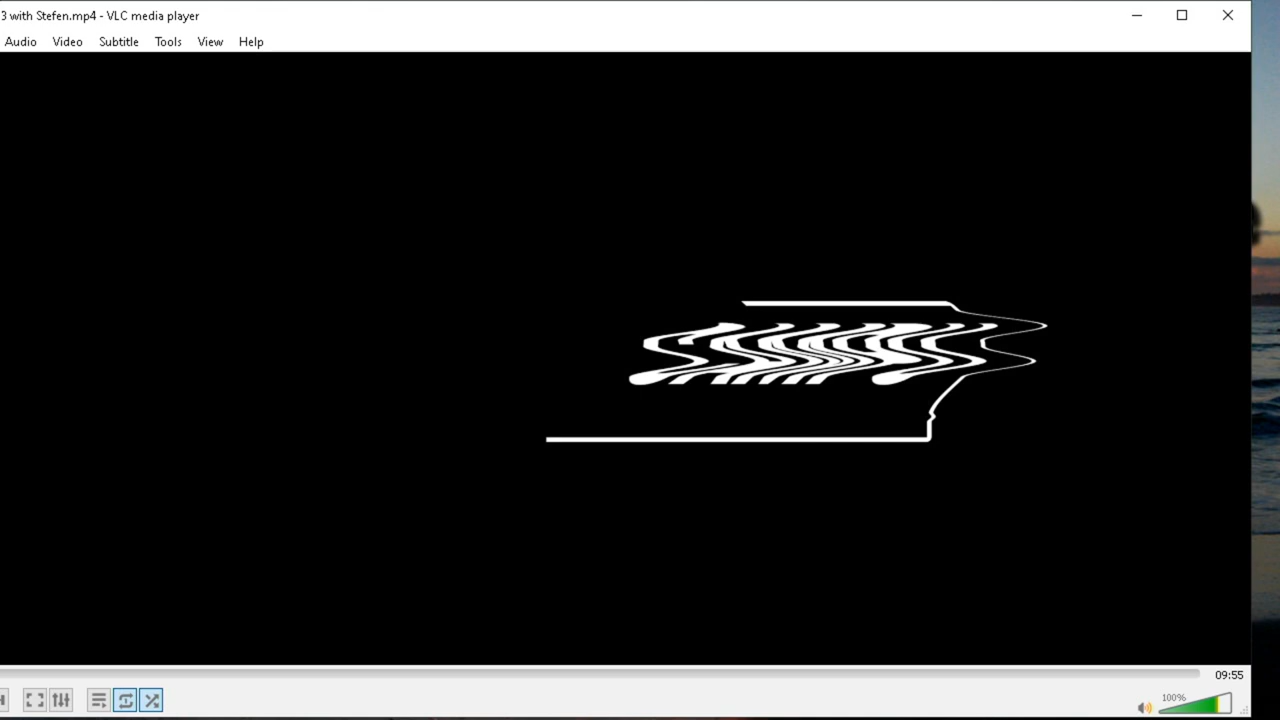 3 with Stefen.mp4 - VLC media player
Audio Video Subtitle Tools View Help
09:55
100%